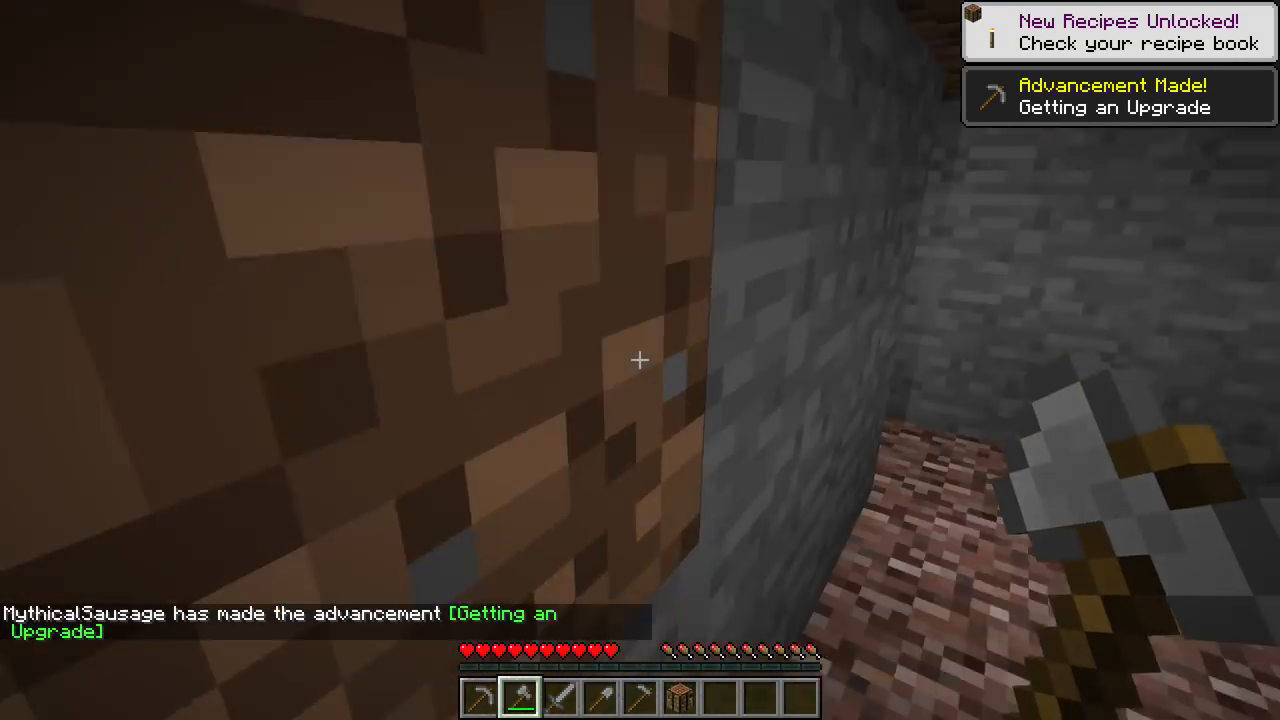 New Recipes Unlocked!
Check your recipe book
Advancement Made!
Getting an Upgrade
MythicalSausage has made the advancement [Getting an
Upgrade]